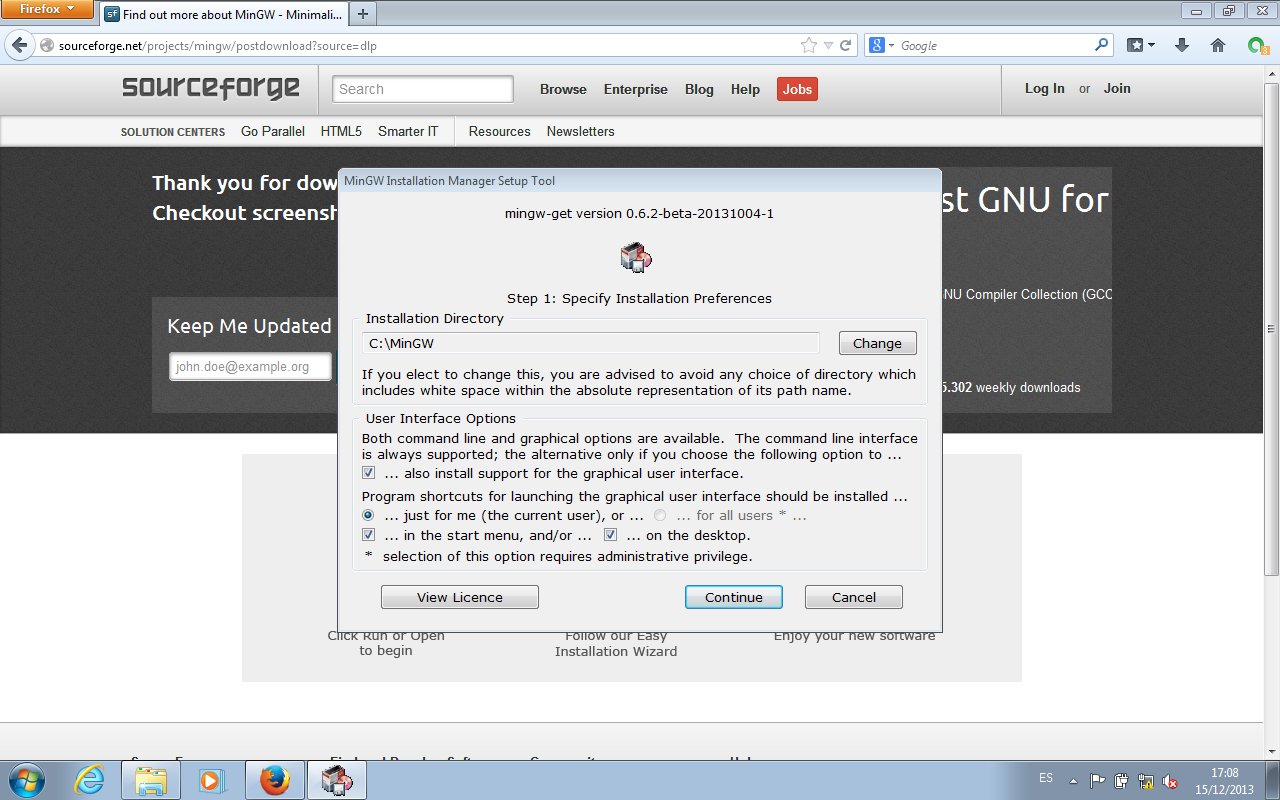 Firefox
Find out more about MinGW - Minimali...
sourceforge.net/projects/mingw/postdownload?source=dlp
Google
3
sourceforge
Search
Browse
Enterprise
Blog
Help
Jobs
Log In or Join
SOLUTION CENTERS
Go Parallel
HTML5
Smarter IT
Resources
Newsletters
Thank you for dow
Checkout screensh
st GNU for
NU Compiler Collection (GCC
5.302 weekly downloads
Keep Me Updated
john.doe@example.org
MinGW Installation Manager Setup Tool
mingw-get version 0.6.2-beta-20131004-1
Step 1: Specify Installation Preferences
Installation Directory
C:\MinGW
Change
If you elect to change this, you are advised to avoid any choice of directory which
includes white space within the absolute representation of its path name.
User Interface Options
Both command line and graphical options are available. The command line interface
is always supported; the alternative only if you choose the following option to ...
... also install support for the graphical user interface.
Program shortcuts for launching the graphical user interface should be installed ...
... just for me (the current user), or ... ... for all users * ...
... in the start menu, and/or ... ... on the desktop.
* selection of this option requires administrative privilege.
View Licence
Continue
Cancel
Click Run or Open
to begin
Follow our Easy
Installation Wizard
Enjoy your new software
ES
17:08
15/12/2013